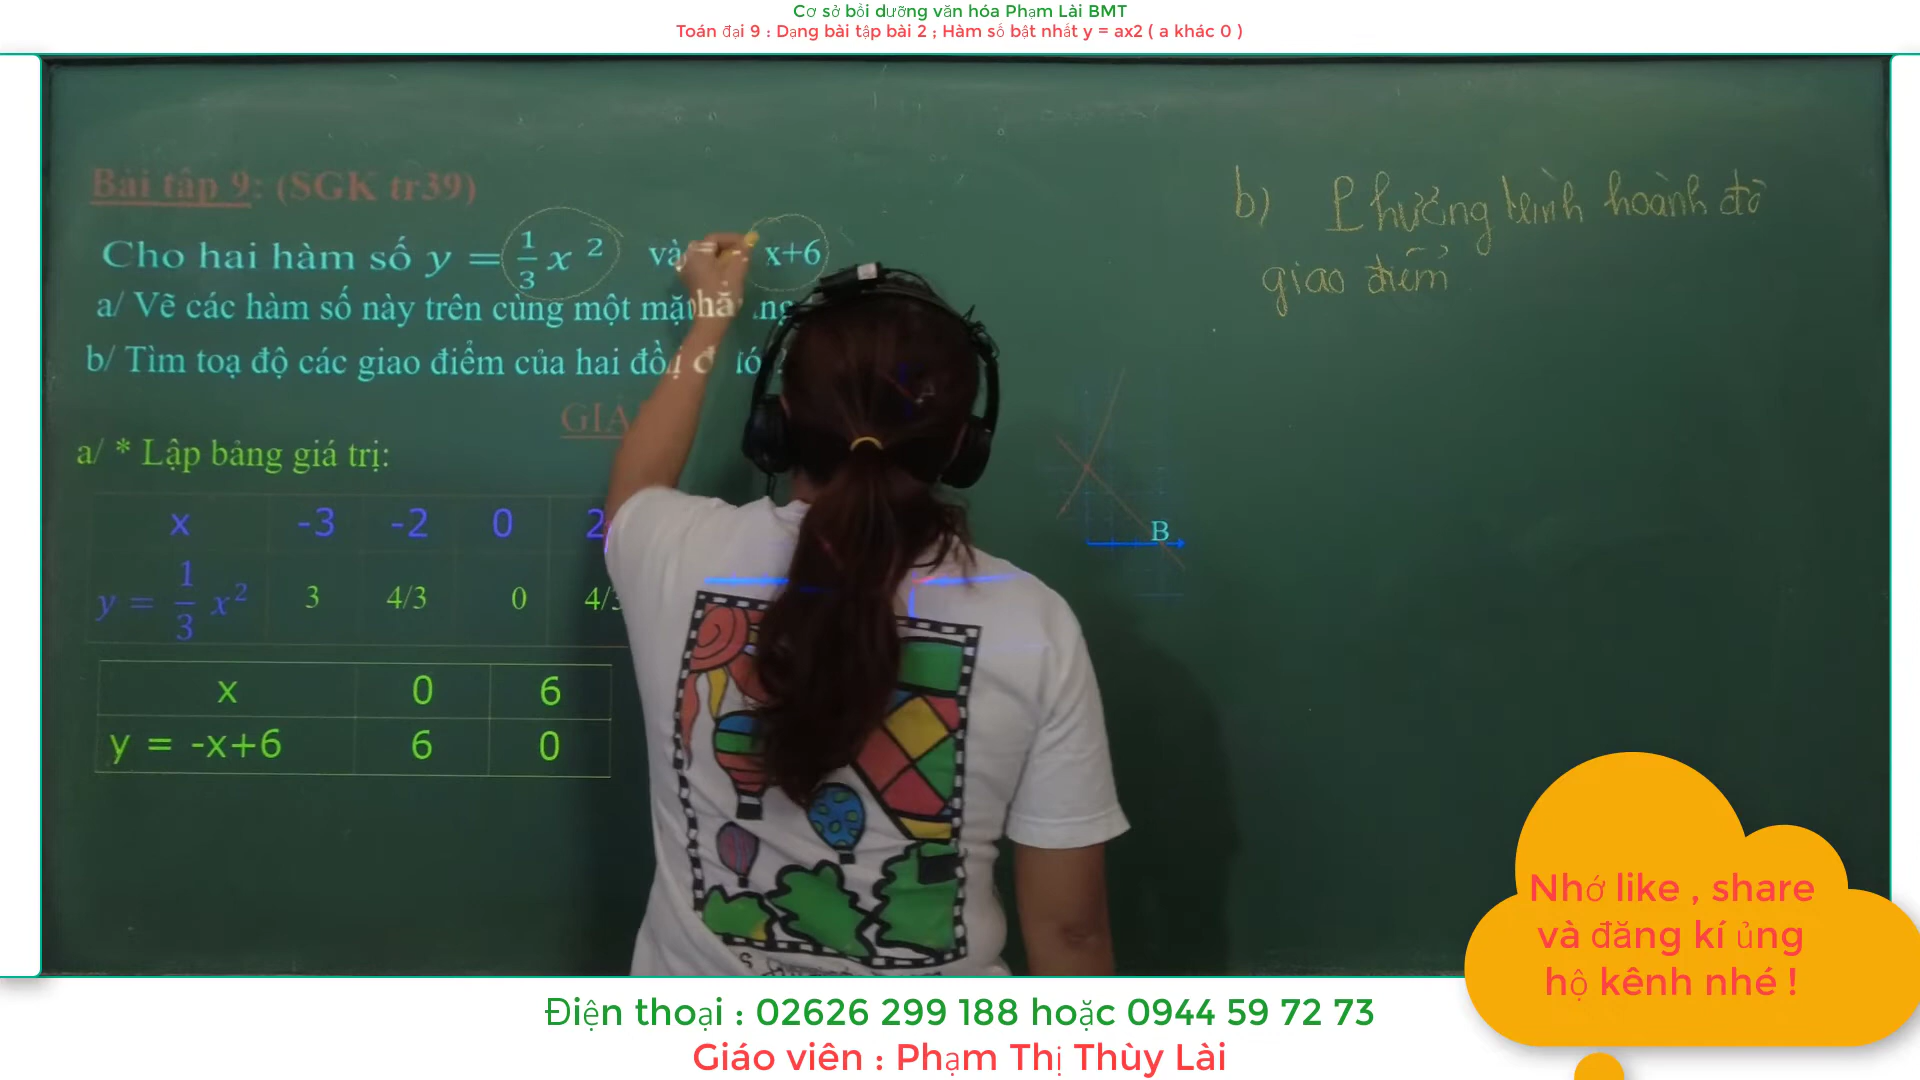 Cơ sở bồi dưỡng văn hóa Phạm Lài BMT
Toán đại 9 : Dạng bài tập bài 2 ; Hàm số bật nhất y = ax2 ( a khác 0 )
Bài tập 9: (SGK tr39)
Cho hai hàm số y = 1/3 x² và x+6
a/ Vẽ các hàm số này trên cùng một mặt
b/ Tìm toạ độ các giao điểm của hai đồ
a/ * Lập bảng giá trị:
x -3 -2 0 2
y = 1/3 x² 3 4/3 0 4/3
x 0 6
y = -x+6 6 0
B
b) Phương trình hoành độ
giao điểm
Nhớ like , share
và đăng kí ủng
hộ kênh nhé !
Điện thoại : 02626 299 188 hoặc 0944 59 72 73
Giáo viên : Phạm Thị Thùy Lài